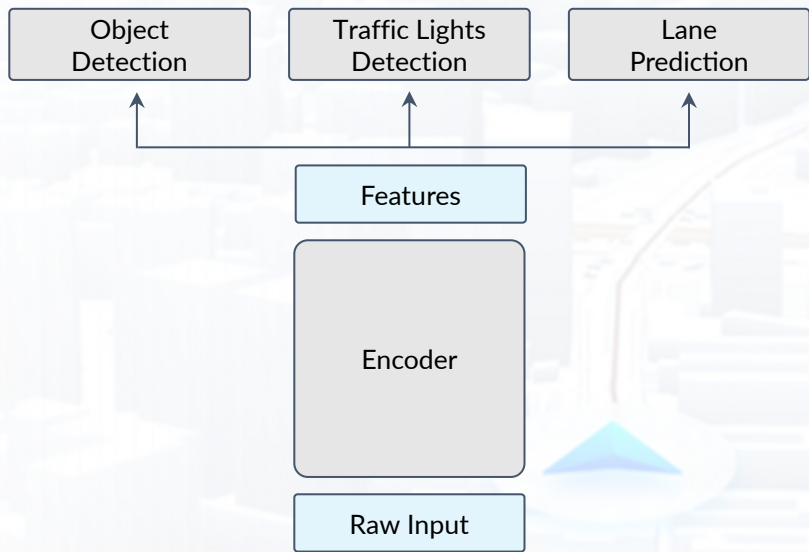 Object
Detection
Traffic Lights
Detection
Lane
Prediction
Features
Encoder
Raw Input